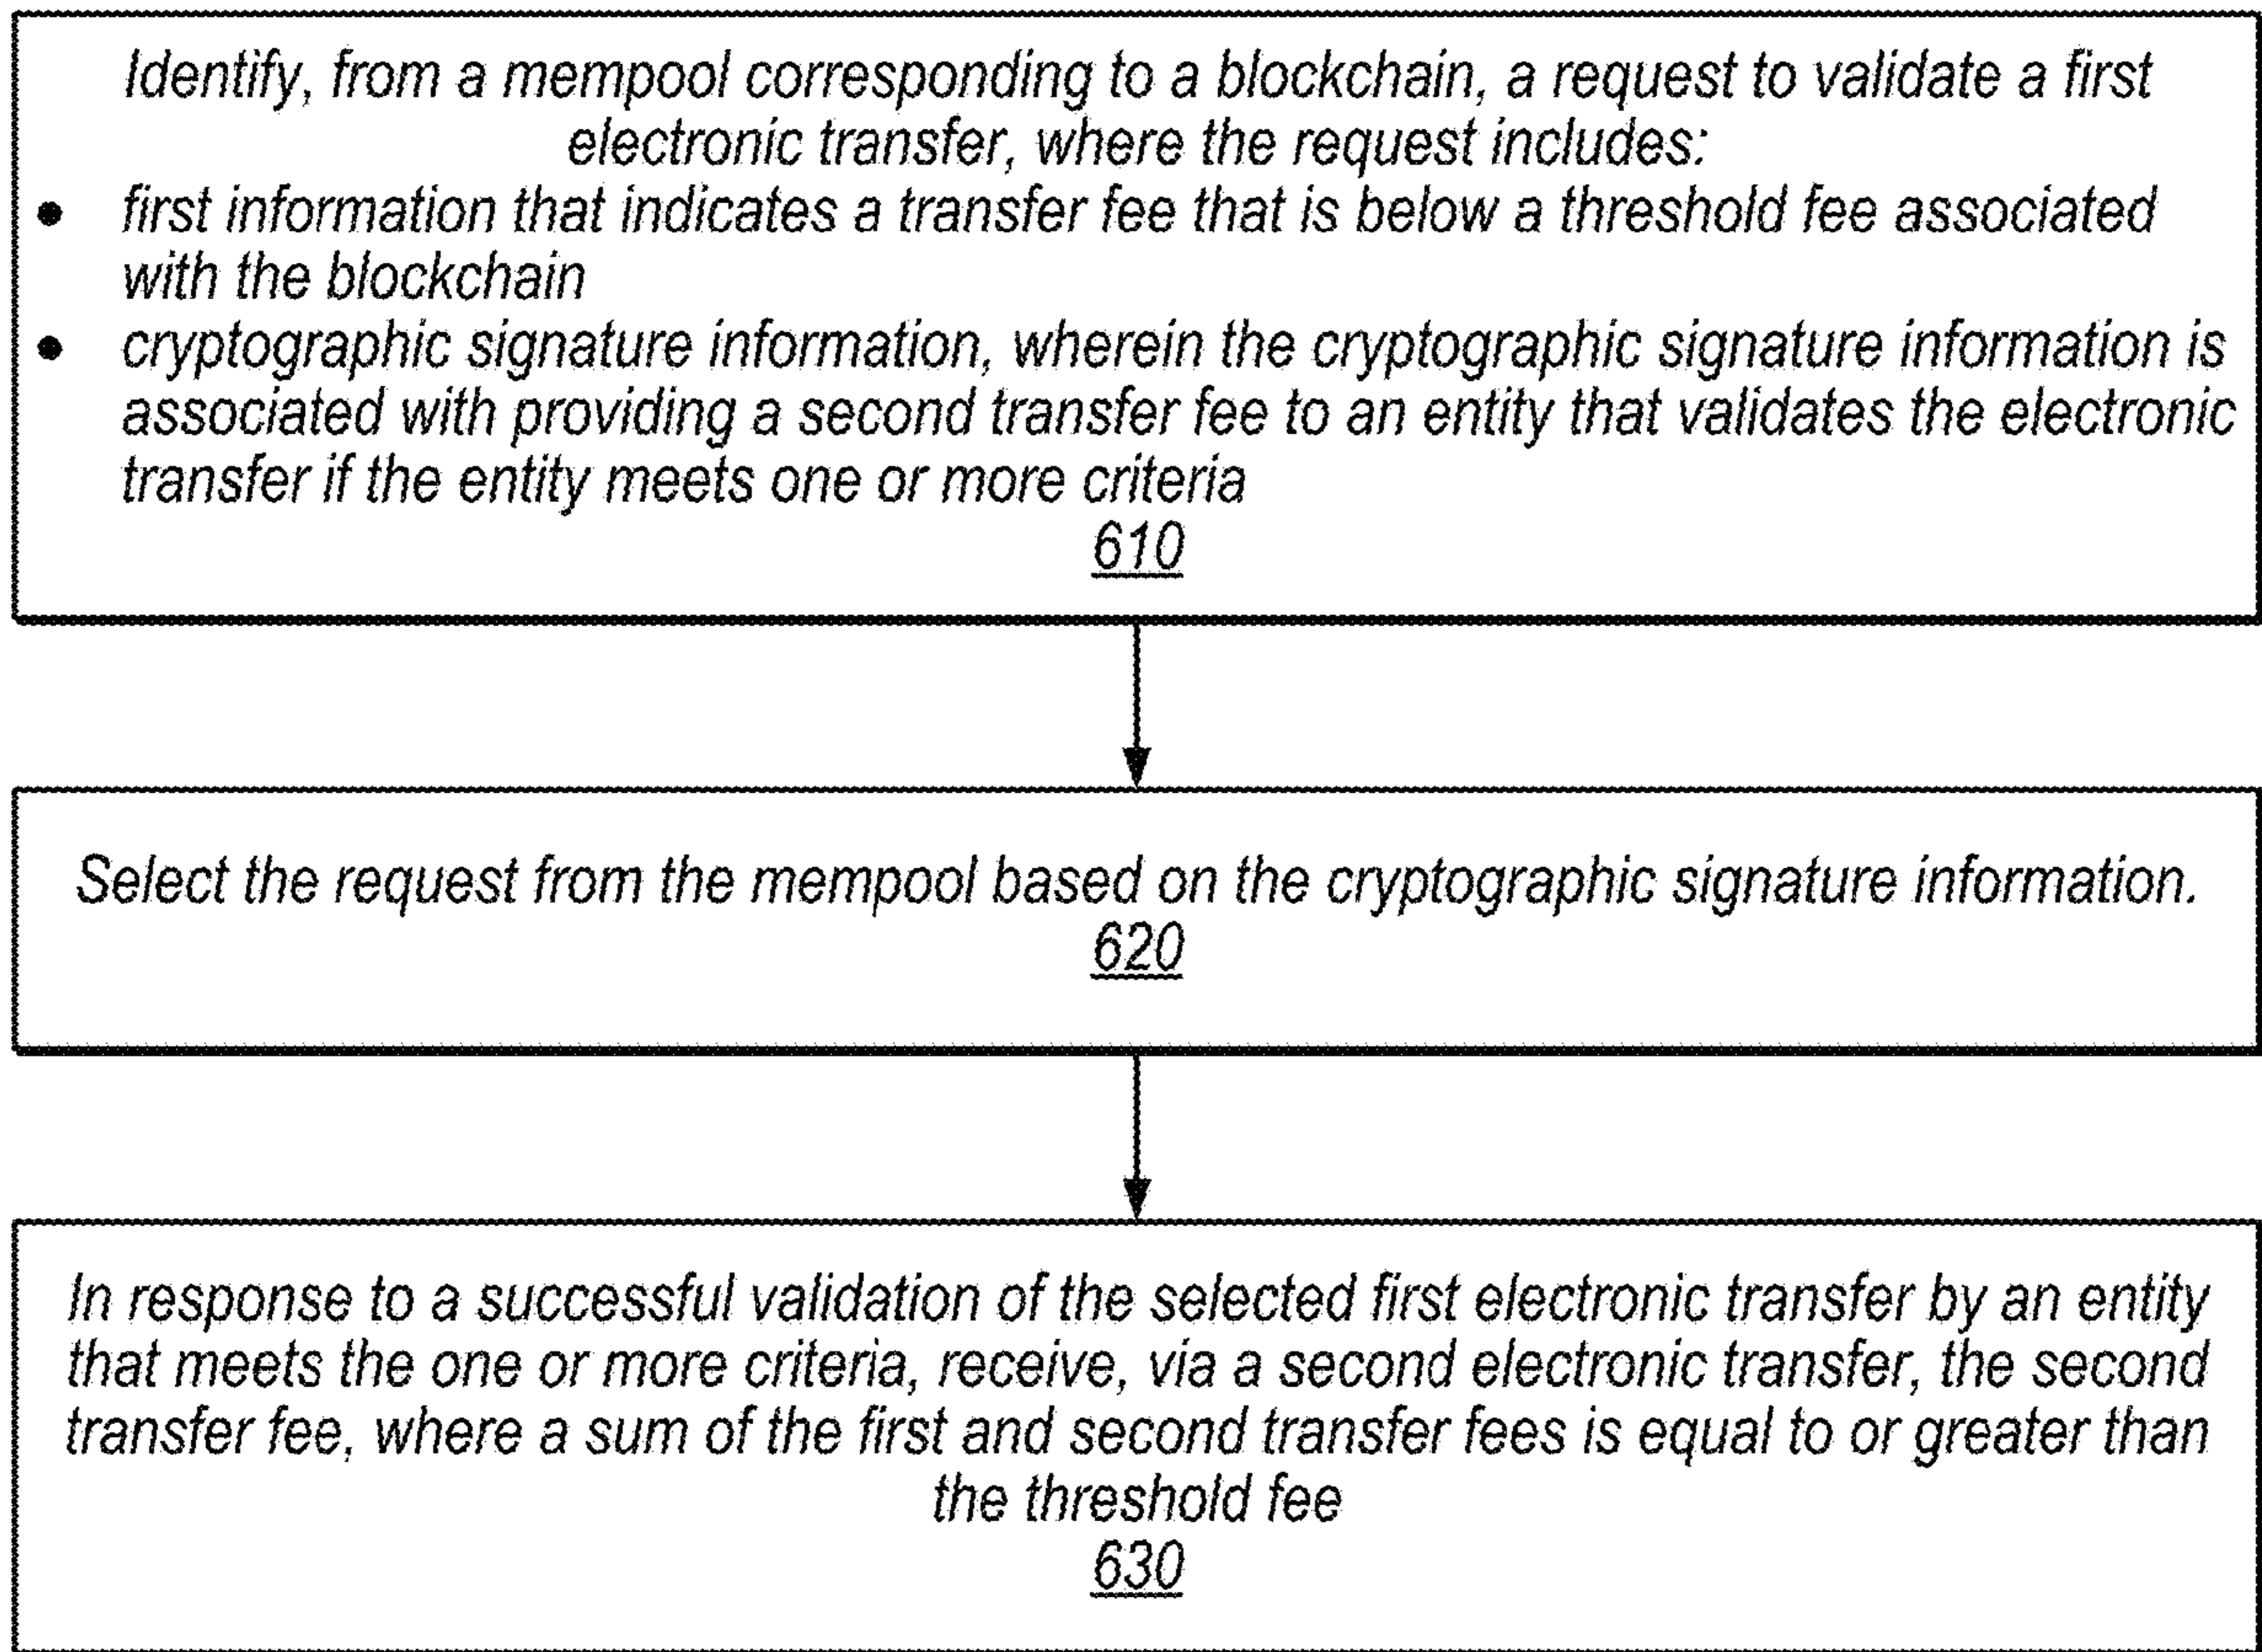 Identify, from a mempool corresponding to a blockchain, a request to validate a first
electronic transfer, where the request includes:
• first information that indicates a transfer fee that is below a threshold fee associated
with the blockchain
• cryptographic signature information, wherein the cryptographic signature information is
associated with providing a second transfer fee to an entity that validates the electronic
transfer if the entity meets one or more criteria
610
Select the request from the mempool based on the cryptographic signature information.
620
In response to a successful validation of the selected first electronic transfer by an entity
that meets the one or more criteria, receive, via a second electronic transfer, the second
transfer fee, where a sum of the first and second transfer fees is equal to or greater than
the threshold fee
630